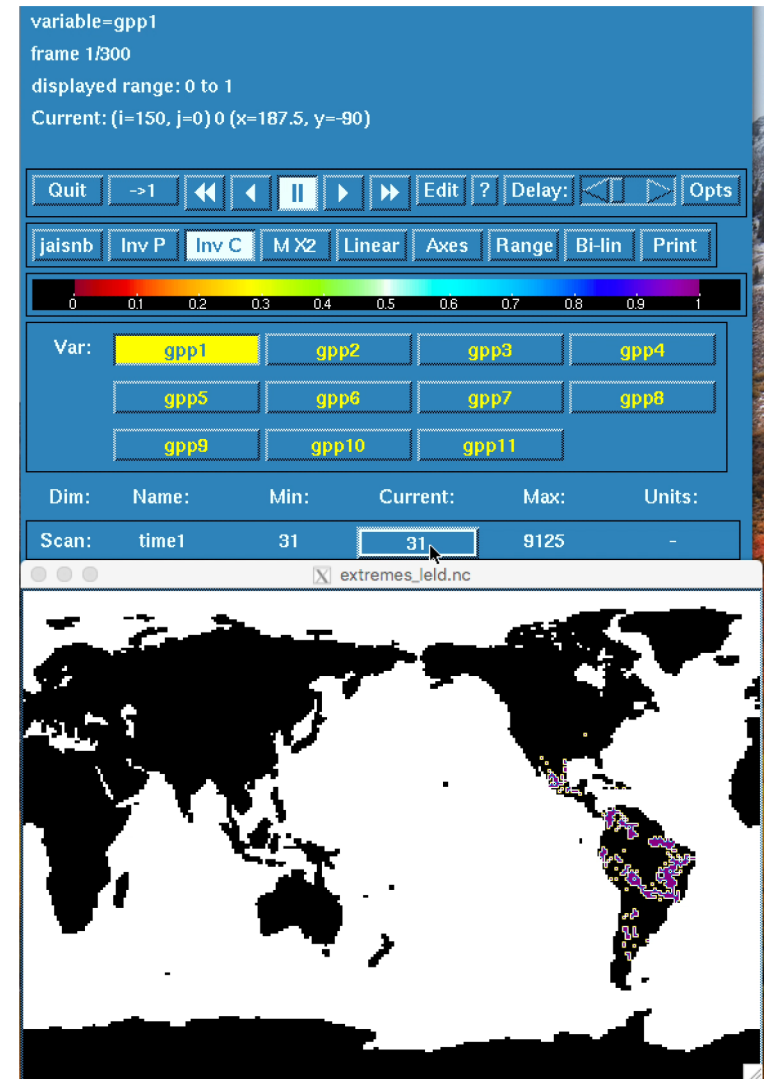 variable=gpp1
frame 1/300
displayed range: 0 to 1
Current: (i=150, j=0) 0 (x=187.5, y=-90)
Quit ->1 Edit ? Delay: Opts
jaisnb Inv P Inv C M X2 Linear Axes Range Bi-lin Print
0 0.1 0.2 0.3 0.4 0.5 0.6 0.7 0.8 0.9 1
Var: gpp1 gpp2 gpp3 gpp4
gpp5 gpp6 gpp7 gpp8
gpp9 gpp10 gpp11
Dim: Name: Min: Current: Max: Units:
Scan: time1 31 31 9125 -
X extremes_leld.nc